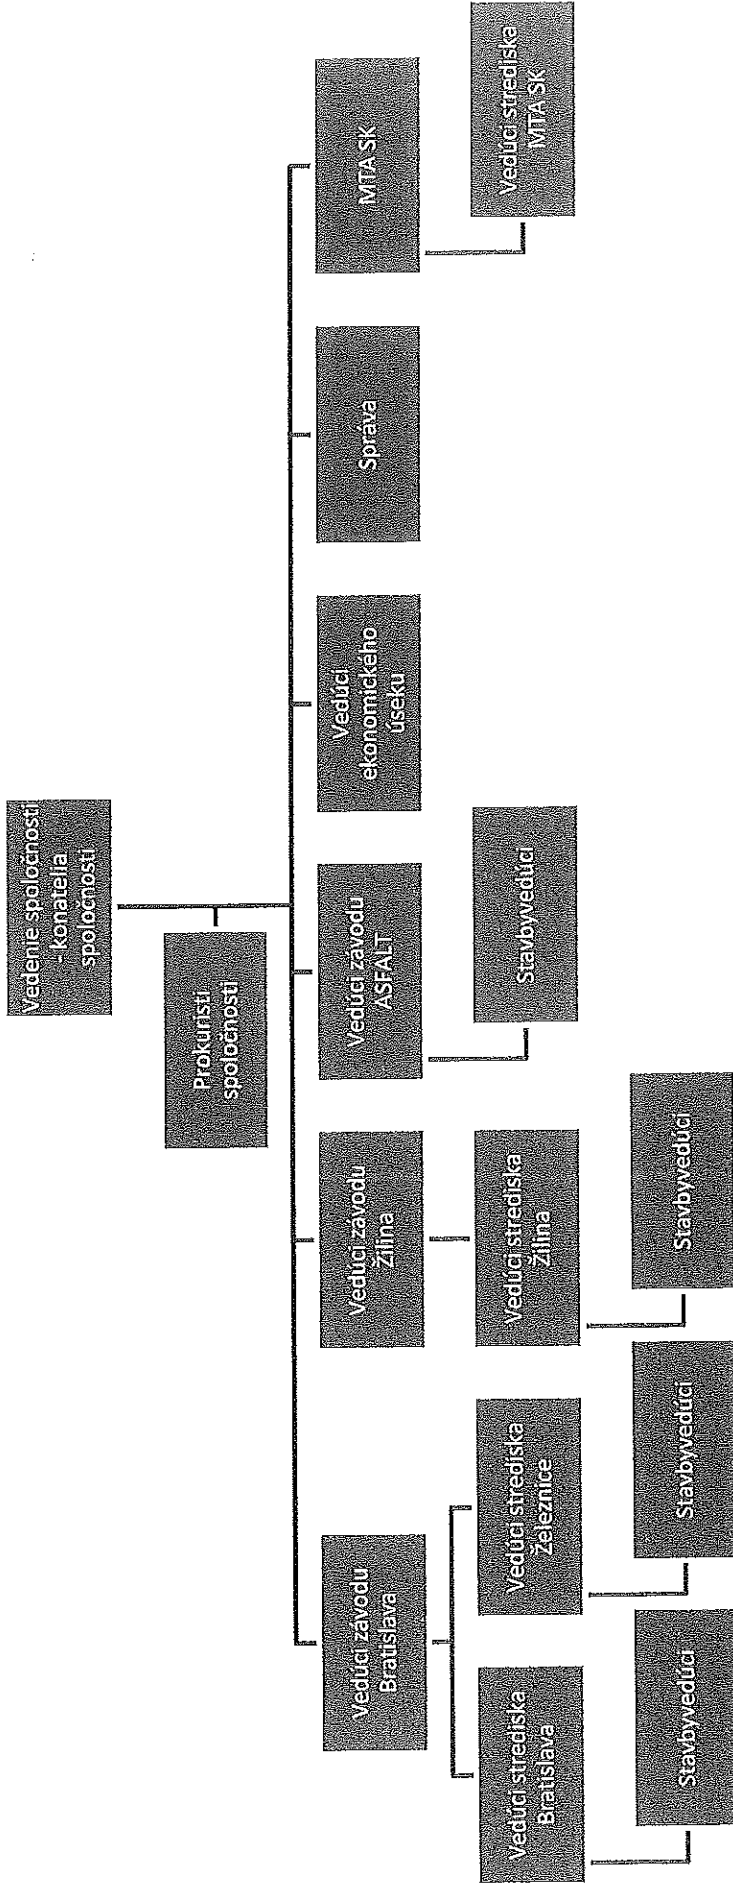 Vedenie spoločnosti
- konatelia
spoločnosti
Prokuristi
spoločnosti
Vedúci závodu
Bratislava
Vedúci závodu
Žilina
Vedúci závodu
ASFALT
Vedúci
ekonomického
úseku
Správa
MTA SK
Vedúci strediska
Bratislava
Vedúci strediska
Železnice
Vedúci strediska
Žilina
Stavbyvedúci
Vedúci strediska
MTA SK
Stavbyvedúci
Stavbyvedúci
Stavbyvedúci